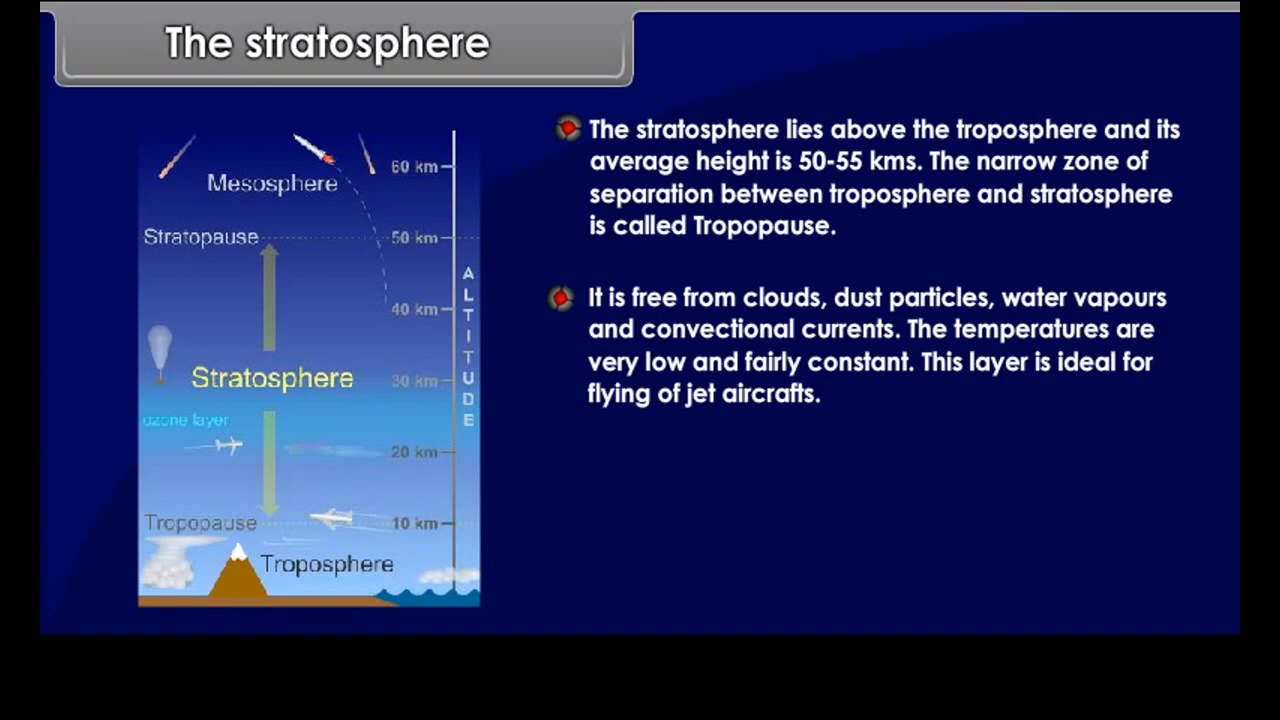 The stratosphere
The stratosphere lies above the troposphere and its
average height is 50-55 kms. The narrow zone of
separation between troposphere and stratosphere
is called Tropopause.
It is free from clouds, dust particles, water vapours
and convectional currents. The temperatures are
very low and fairly constant. This layer is ideal for
flying of jet aircrafts.
60 km
Mesosphere
Stratopause
50 km
40 km
Stratosphere
30 km
ozone layer
20 km
Tropopause
10 km
Troposphere
ALTITUDE